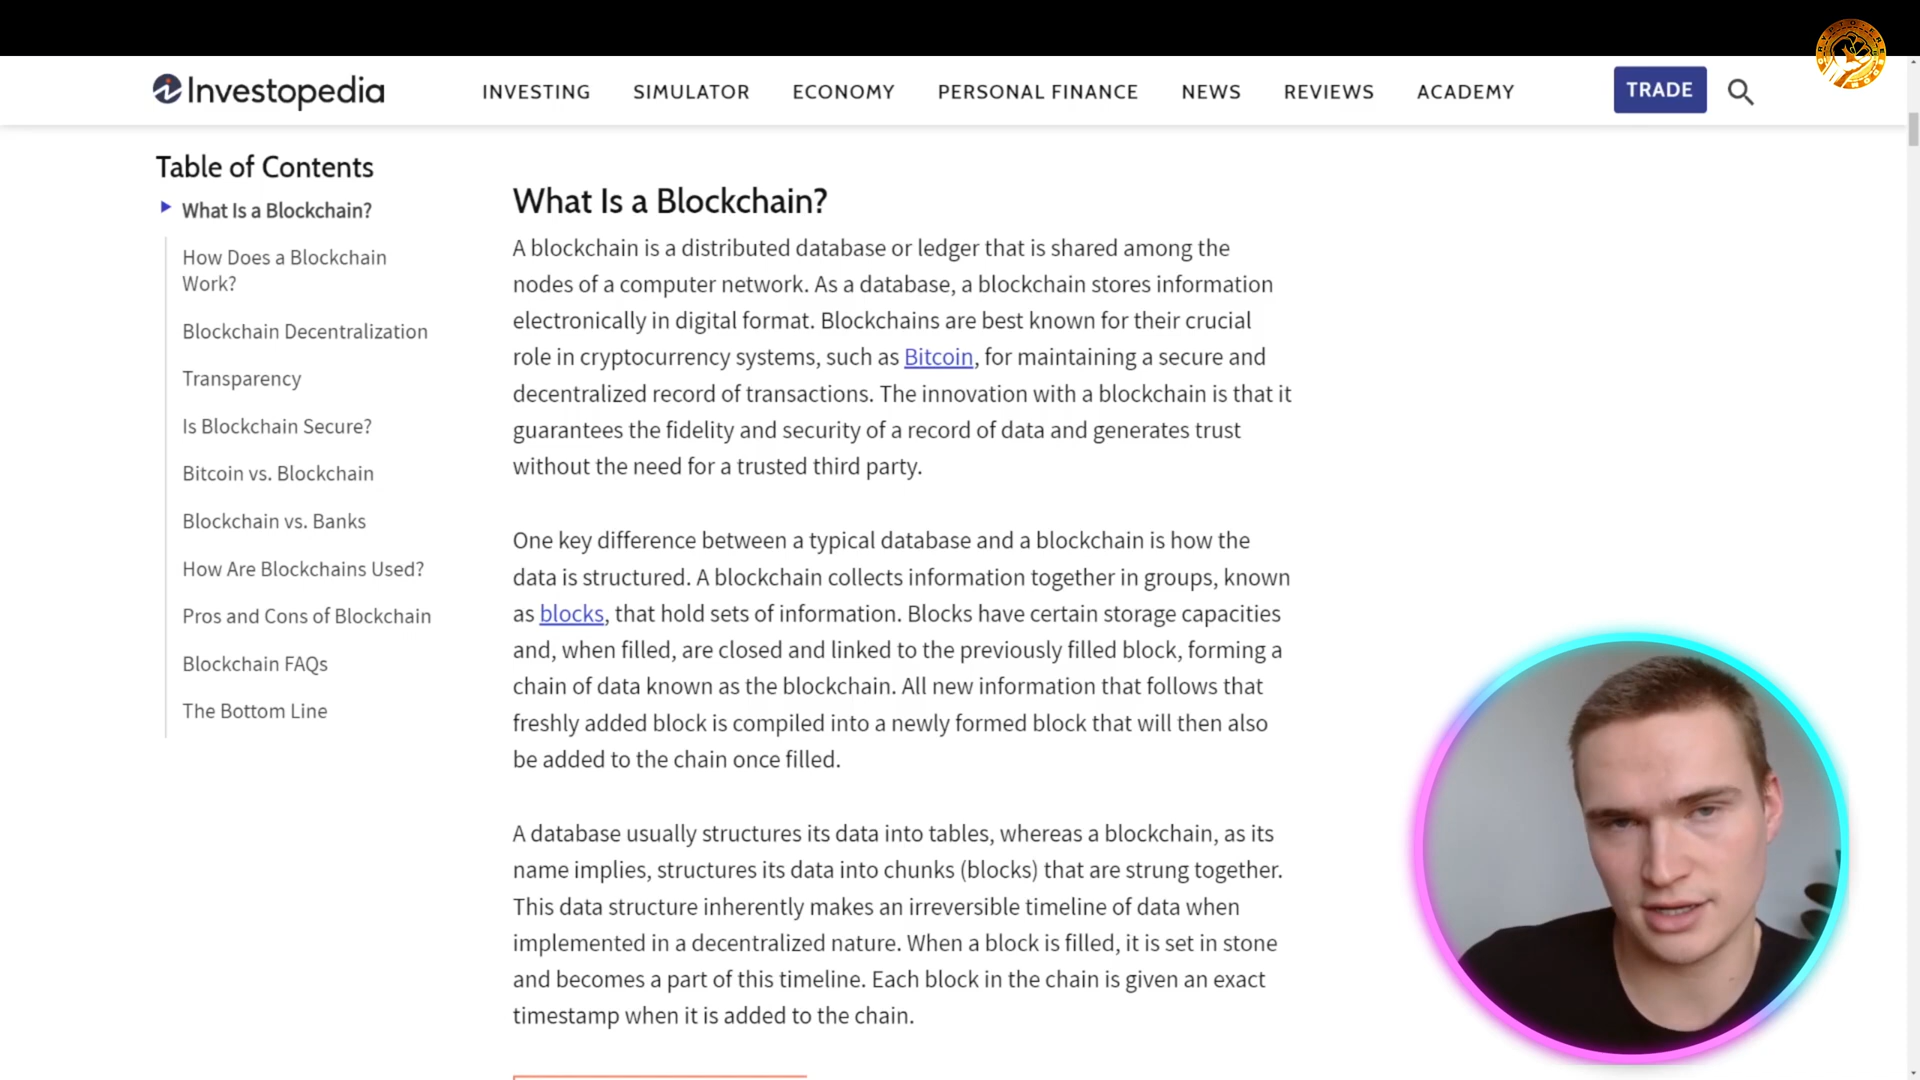 Investopedia
INVESTING SIMULATOR ECONOMY PERSONAL FINANCE NEWS REVIEWS ACADEMY
TRADE
Table of Contents
What Is a Blockchain?
How Does a Blockchain
Work?
Blockchain Decentralization
Transparency
Is Blockchain Secure?
Bitcoin vs. Blockchain
Blockchain vs. Banks
How Are Blockchains Used?
Pros and Cons of Blockchain
Blockchain FAQs
The Bottom Line
What Is a Blockchain?
A blockchain is a distributed database or ledger that is shared among the
nodes of a computer network. As a database, a blockchain stores information
electronically in digital format. Blockchains are best known for their crucial
role in cryptocurrency systems, such as Bitcoin, for maintaining a secure and
decentralized record of transactions. The innovation with a blockchain is that it
guarantees the fidelity and security of a record of data and generates trust
without the need for a trusted third party.
One key difference between a typical database and a blockchain is how the
data is structured. A blockchain collects information together in groups, known
as blocks, that hold sets of information. Blocks have certain storage capacities
and, when filled, are closed and linked to the previously filled block, forming a
chain of data known as the blockchain. All new information that follows that
freshly added block is compiled into a newly formed block that will then also
be added to the chain once filled.
A database usually structures its data into tables, whereas a blockchain, as its
name implies, structures its data into chunks (blocks) that are strung together.
This data structure inherently makes an irreversible timeline of data when
implemented in a decentralized nature. When a block is filled, it is set in stone
and becomes a part of this timeline. Each block in the chain is given an exact
timestamp when it is added to the chain.